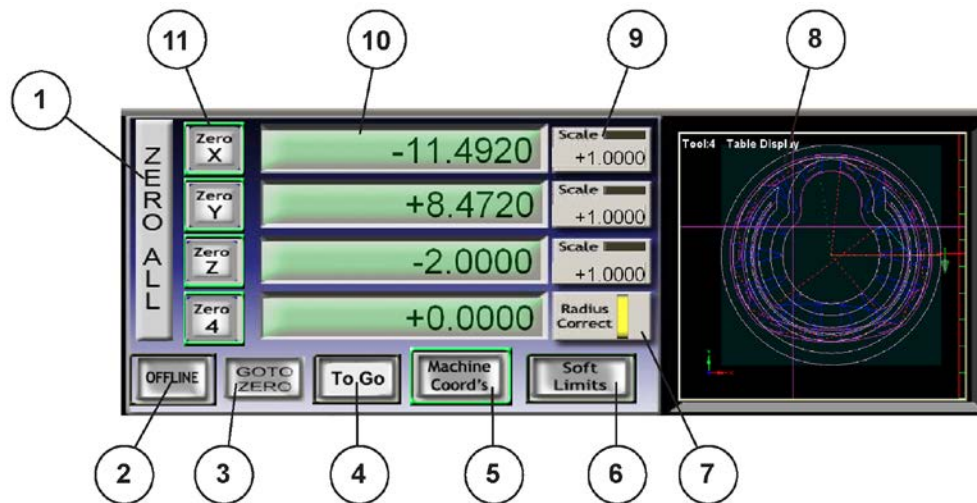 11
10
9
8
1
ZERO ALL
Zero X
-11.4920
Scale
+1.0000
Zero Y
+8.4720
Scale
+1.0000
Zero Z
-2.0000
Scale
+1.0000
Zero 4
+0.0000
Radius
Correct
Tool:4 Table Display
OFFLINE
GOTO
ZERO
To Go
Machine
Coord's
Soft
Limits
2
3
4
5
6
7